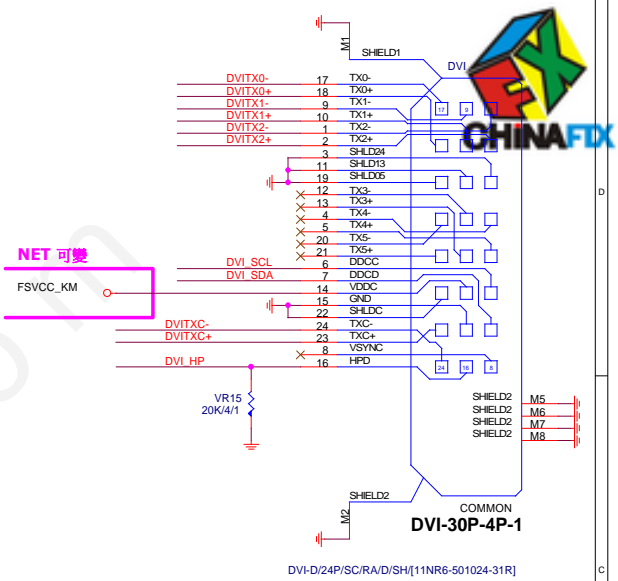 M1
SHIELD1
DVI
DVITX0- 17 TX0-
DVITX0+ 18 TX0+
DVITX1- 9 TX1-
DVITX1+ 10 TX1+
DVITX2- 1 TX2-
DVITX2+ 2 TX2+
3 SHLD24
11 SHLD13
19 SHLD05
12 TX3-
13 TX3+
4 TX4-
5 TX4+
20 TX5-
21 TX5+
DVI_SCL 6 DDCC
DVI_SDA 7 DDCD
14 VDDC
15 GND
22 SHLDC
DVITXC- 24 TXC-
DVITXC+ 23 TXC+
8 VSYNC
DVI_HP 16 HPD
17 9
24 16 8
CHINAFIX
D
NET 可變
FSVCC_KM
VR15
20K/4/1
SHIELD2 M5
SHIELD2 M6
SHIELD2 M7
SHIELD2 M8
SHIELD2
M2
COMMON
DVI-30P-4P-1
DVI-D/24P/SC/RA/D/SH/[11NR6-501024-31R]
C